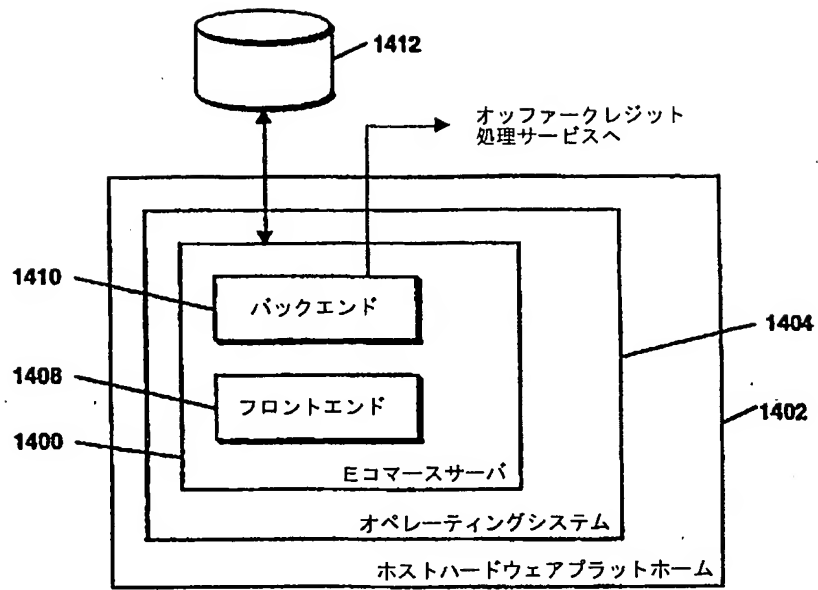 1412
オッファークレジット
処理サービスへ
1410
バックエンド
1404
1408
フロントエンド
1402
1400
Eコマースサーバ
オペレーティングシステム
ホストハードウェアプラットホーム